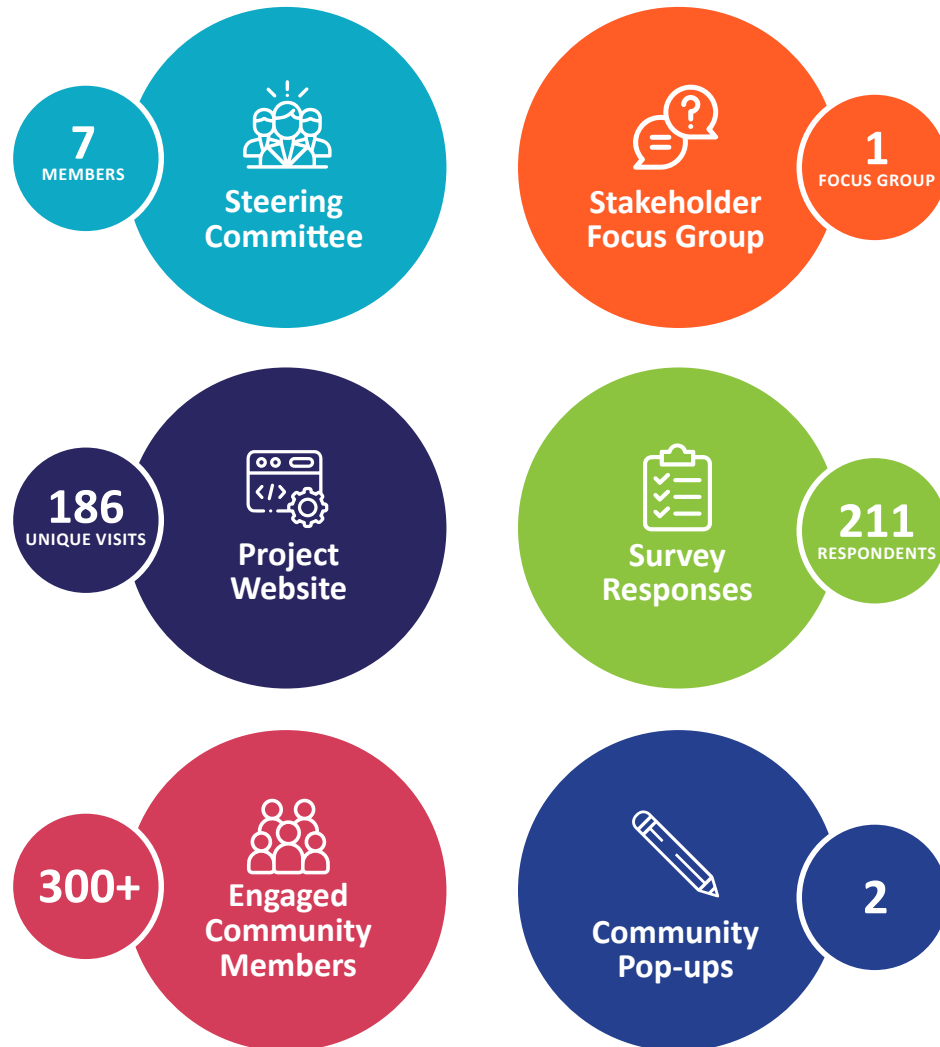 7
MEMBERS
Steering
Committee
Stakeholder
Focus Group
1
FOCUS GROUP
186
UNIQUE VISITS
</>
Project
Website
Survey
Responses
211
RESPONDENTS
300+
Engaged
Community
Members
Community
Pop-ups
2